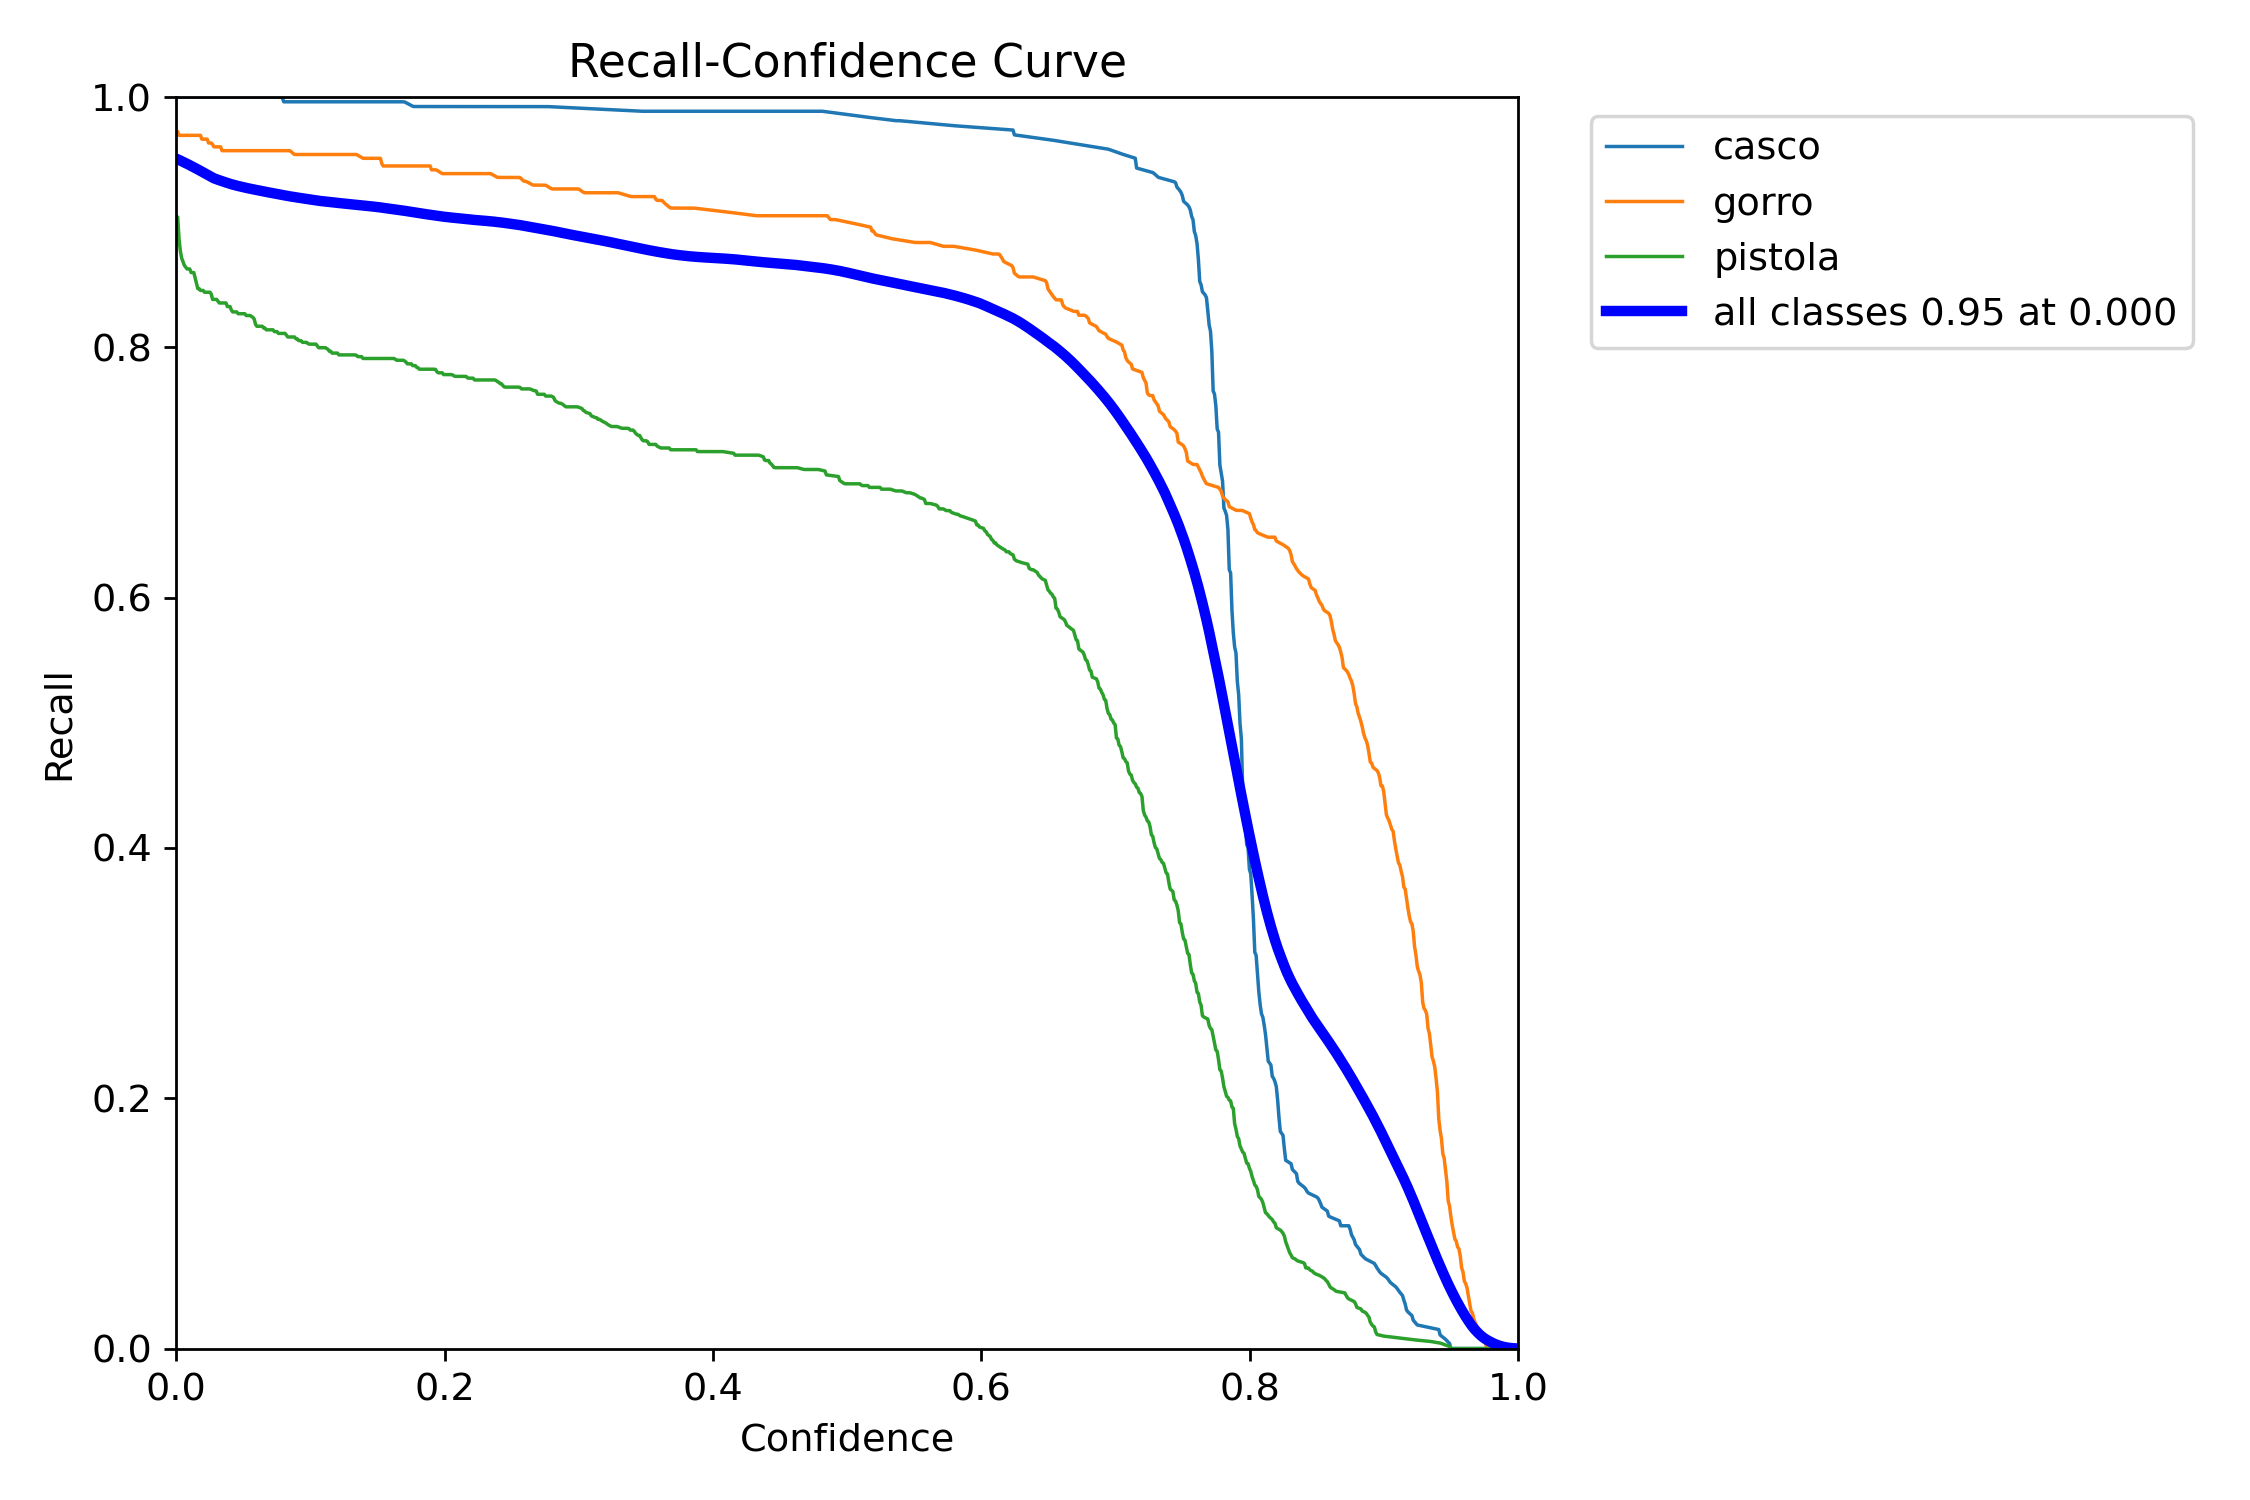 Recall-Confidence Curve
1.0
0.8
0.6
0.4
0.2
0.0
Recall
0.0 0.2 0.4 0.6 0.8 1.0
Confidence
casco
gorro
pistola
all classes 0.95 at 0.000